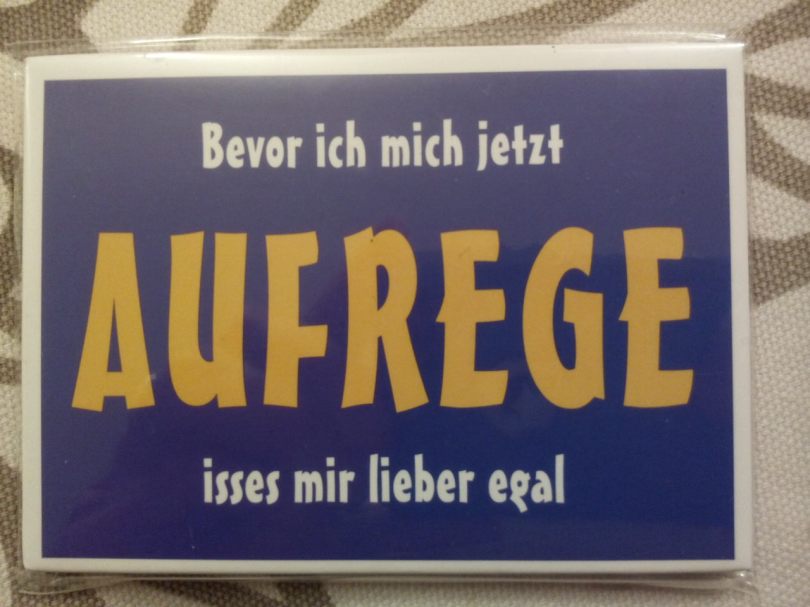 Bevor ich mich jetzt
AUFREGE
isses mir lieber egal